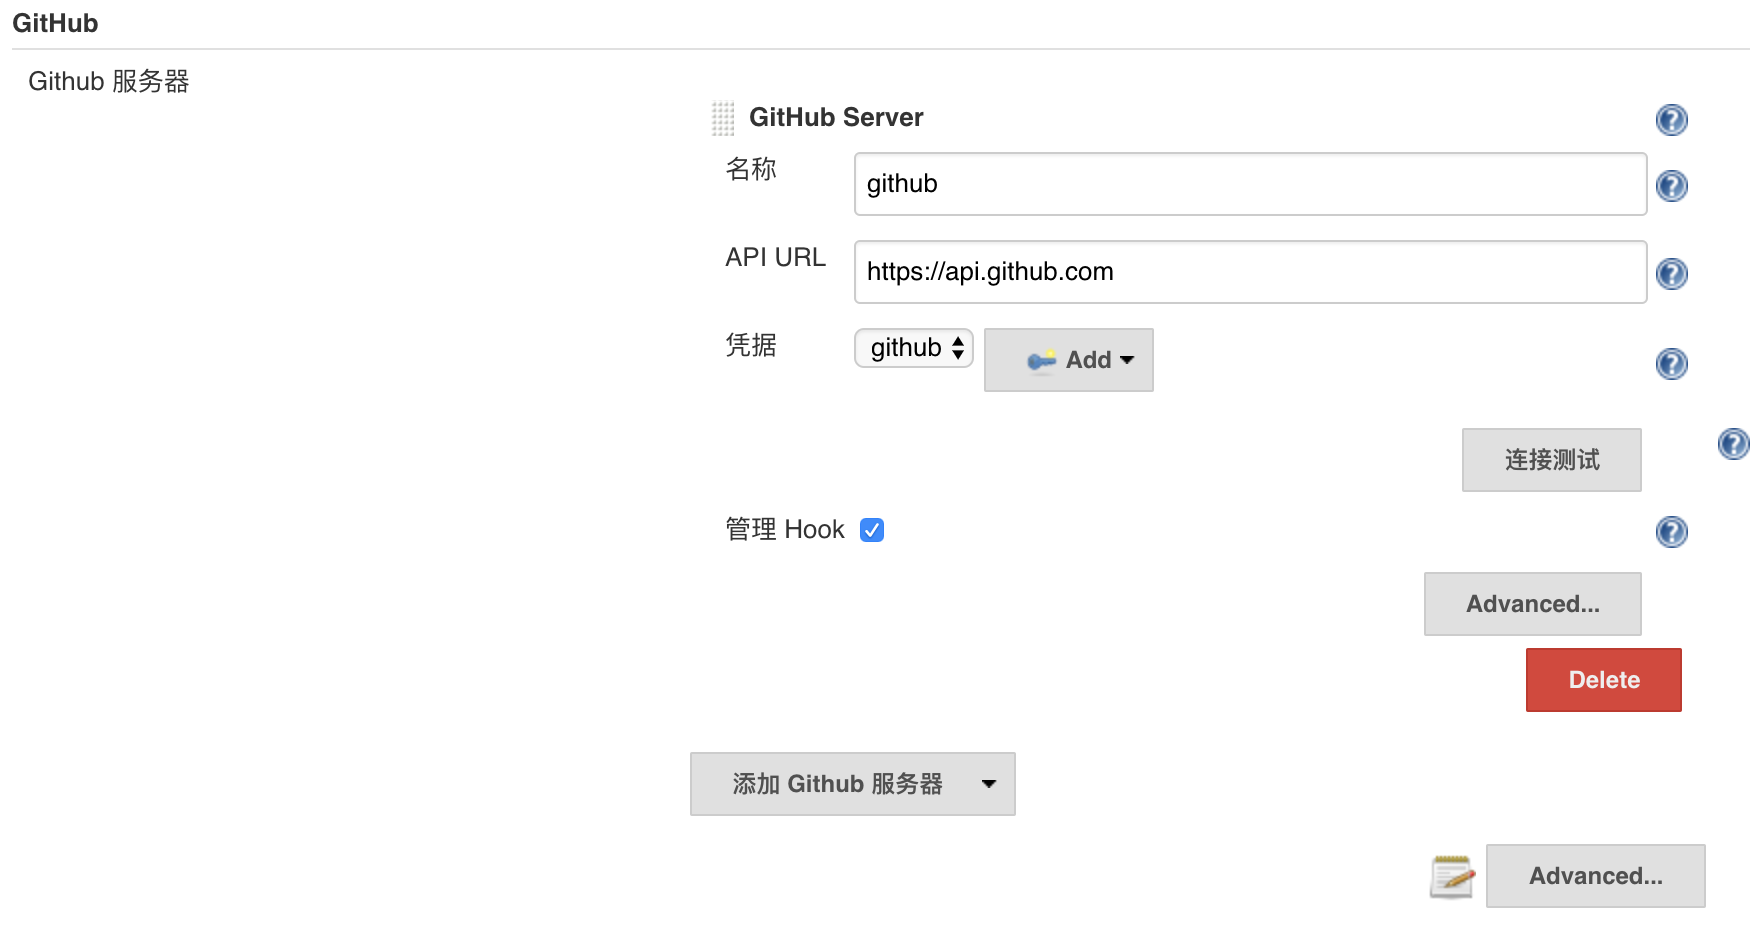 GitHub
Github 服务器
GitHub Server
名称
github
API URL
https://api.github.com
凭据
github
Add
连接测试
管理 Hook
Advanced...
Delete
添加 Github 服务器
Advanced...